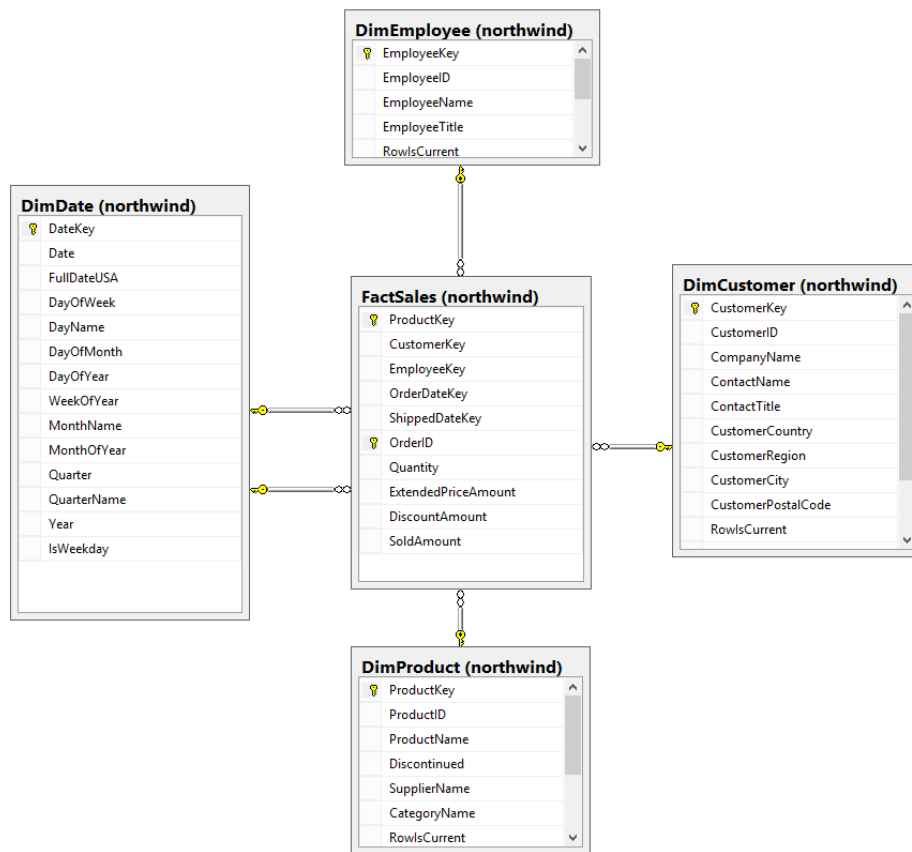 DimEmployee (northwind)
EmployeeKey
EmployeeID
EmployeeName
EmployeeTitle
RowIsCurrent
DimDate (northwind)
DateKey
Date
FullDateUSA
DayOfWeek
DayName
DayOfMonth
DayOfYear
WeekOfYear
MonthName
MonthOfYear
Quarter
QuarterName
Year
IsWeekday
FactSales (northwind)
ProductKey
CustomerKey
EmployeeKey
OrderDateKey
ShippedDateKey
OrderID
Quantity
ExtendedPriceAmount
DiscountAmount
SoldAmount
DimCustomer (northwind)
CustomerKey
CustomerID
CompanyName
ContactName
ContactTitle
CustomerCountry
CustomerRegion
CustomerCity
CustomerPostalCode
RowIsCurrent
DimProduct (northwind)
ProductKey
ProductID
ProductName
Discontinued
SupplierName
CategoryName
RowIsCurrent